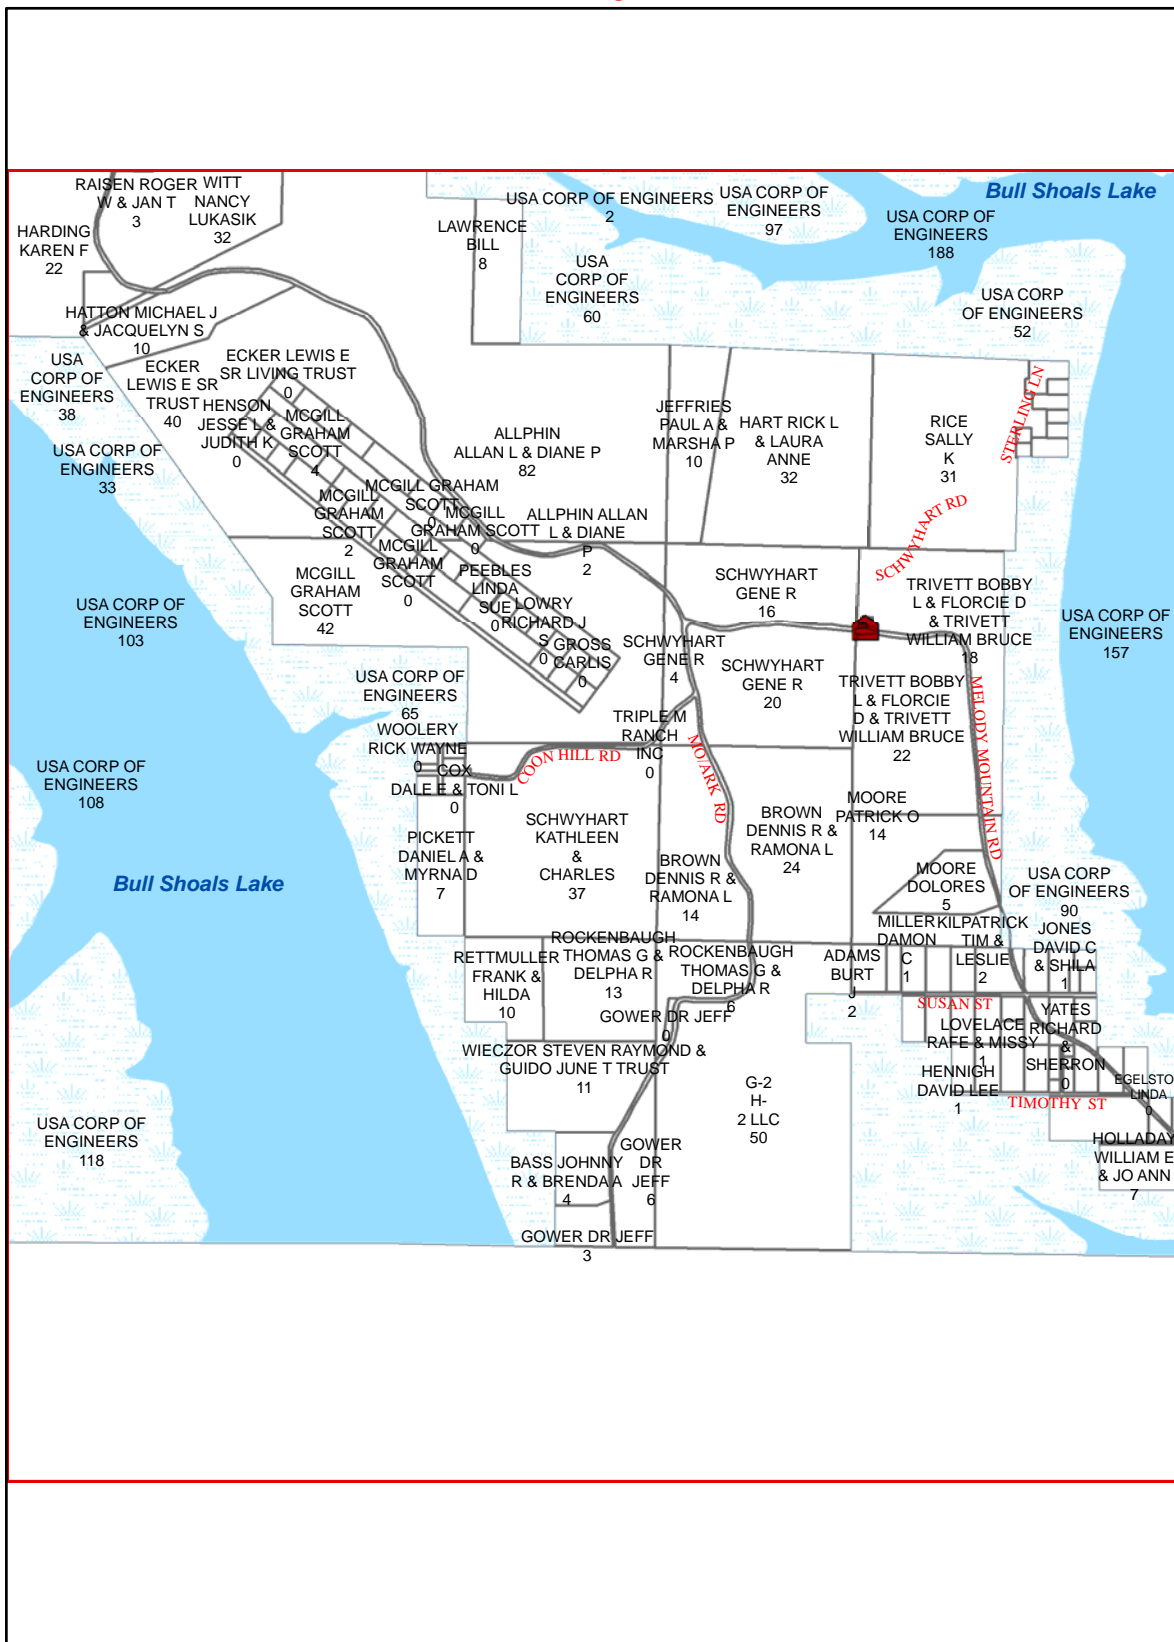 RAISEN ROGER
W & JAN T
3
WITT
NANCY
LUKASIK
32
HARDING
KAREN F
22
LAWRENCE
BILL
8
USA CORP OF ENGINEERS
2
USA CORP OF
ENGINEERS
97
Bull Shoals Lake
USA CORP OF
ENGINEERS
188
USA
CORP OF
ENGINEERS
60
USA CORP
OF ENGINEERS
52
HATTON MICHAEL J
& JACQUELYN S
10
USA
CORP OF
ENGINEERS
38
ECKER
LEWIS E SR
TRUST
40
ECKER LEWIS E
SR LIVING TRUST
0
HENSON
JESSE L &
JUDITH K
0
MCGILL
GRAHAM
SCOTT
4
USA CORP OF
ENGINEERS
33
ALLPHIN
ALLAN L & DIANE P
82
JEFFRIES
PAUL A &
MARSHA P
10
HART RICK L
& LAURA
ANNE
32
RICE
SALLY
K
31
STERLING LN
SCHWYHART RD
MCGILL GRAHAM
SCOTT
0
MCGILL
GRAHAM
SCOTT
2
MCGILL
GRAHAM SCOTT
0
ALLPHIN ALLAN
L & DIANE
P
2
MCGILL
GRAHAM
SCOTT
0
MCGILL
GRAHAM
SCOTT
42
PEEBLES
LINDA
SUE
0
LOWRY
RICHARD J
S
0
GROSS
CARLIS
0
USA CORP OF
ENGINEERS
103
SCHWYHART
GENE R
16
TRIVETT BOBBY
L & FLORCIE D
& TRIVETT
WILLIAM BRUCE
18
USA CORP OF
ENGINEERS
157
SCHWYHART
GENE R
4
SCHWYHART
GENE R
20
TRIVETT BOBBY
L & FLORCIE
D & TRIVETT
WILLIAM BRUCE
22
MELODY MOUNTAIN RD
USA CORP OF
ENGINEERS
65
WOOLERY
RICK WAYNE
0
TRIPLE M
RANCH
INC
0
COON HILL RD
MO/ARK RD
COX
DALE E & TONI L
0
USA CORP OF
ENGINEERS
108
MOORE
PATRICK O
14
SCHWYHART
KATHLEEN
&
CHARLES
37
BROWN
DENNIS R &
RAMONA L
24
PICKETT
DANIEL A &
MYRNA D
7
BROWN
DENNIS R &
RAMONA L
14
MOORE
DOLORES
5
USA CORP
OF ENGINEERS
90
Bull Shoals Lake
MILLER
DAMON
C
1
KILPATRICK
TIM &
LESLIE
2
JONES
DAVID C
& SHILA
1
RETTMULLER
FRANK &
HILDA
10
ROCKENBAUGH
THOMAS G &
DELPHA R
13
ROCKENBAUGH
THOMAS G &
DELPHA R
6
ADAMS
BURT
J
2
SUSAN ST
GOWER DR JEFF
0
LOVELACE
RAFE & MISSY
1
YATES
RICHARD
&
SHERRON
0
WIECZOR STEVEN RAYMOND &
GUIDO JUNE T TRUST
11
HENNIGH
DAVID LEE
1
TIMOTHY ST
G-2
H-
2 LLC
50
EGELSTO
LINDA
0
USA CORP OF
ENGINEERS
118
BASS JOHNNY
R & BRENDA A
4
GOWER
DR
JEFF
6
HOLLADAY
WILLIAM E
& JO ANN
7
GOWER DR JEFF
3